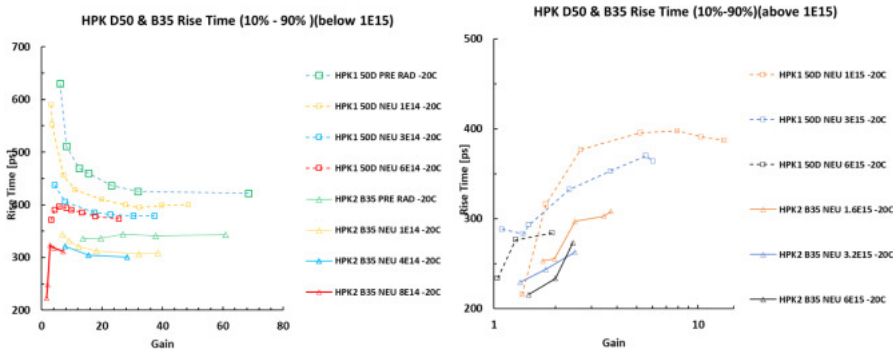 HPK D50 & B35 Rise Time (10% - 90% )(below 1E15)
700
600
500
400
300
200
0
20
40
60
80
Rise Time [ps]
Gain
HPK1 50D PRE RAD -20C
HPK1 50D NEU 1E14 -20C
HPK1 50D NEU 3E14 -20C
HPK1 50D NEU 6E14 -20C
HPK2 B35 PRE RAD -20C
HPK2 B35 NEU 1E14 -20C
HPK2 B35 NEU 4E14 -20C
HPK2 B35 NEU 8E14 -20C
HPK D50 & B35 Rise Time (10%-90%)(above 1E15)
500
400
300
200
1
10
Rise Time [ps]
Gain
HPK1 50D NEU 1E15 -20C
HPK1 50D NEU 3E15 -20C
HPK1 50D NEU 6E15 -20C
HPK2 B35 NEU 1.6E15 -20C
HPK2 B35 NEU 3.2E15 -20C
HPK2 B35 NEU 6E15 -20C